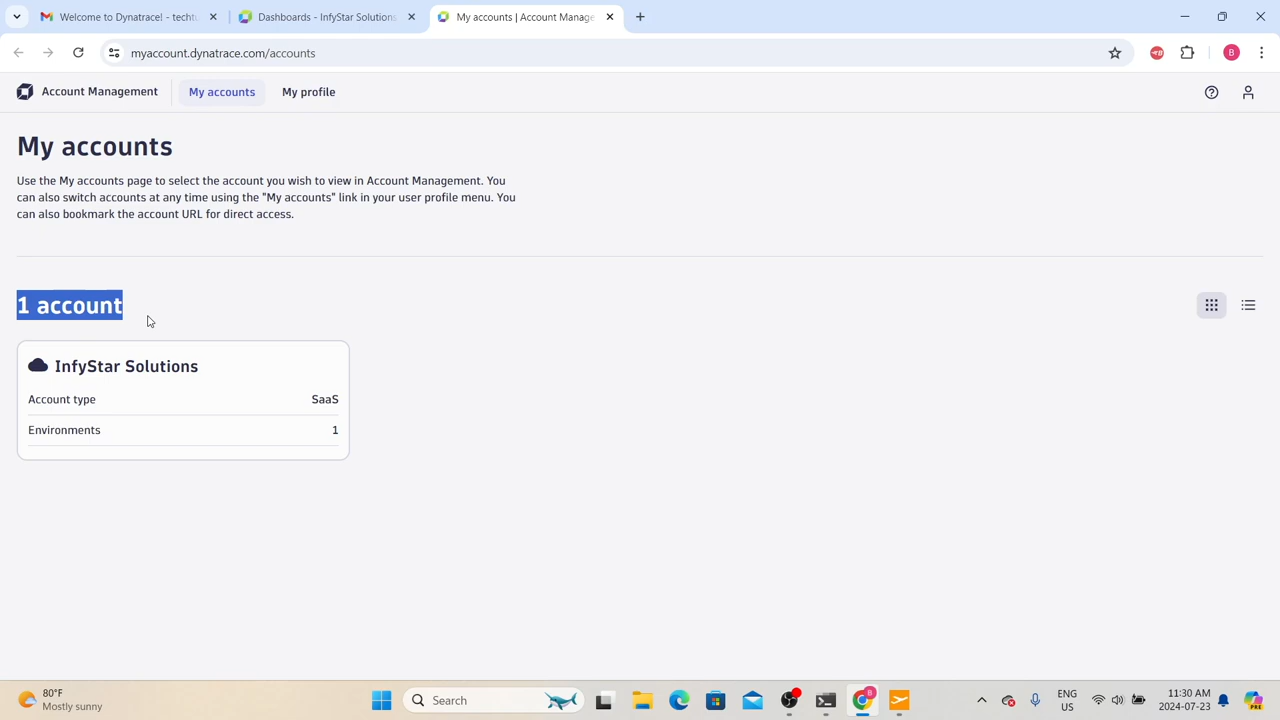 Welcome to Dynatrace! - techtu
Dashboards - InfyStar Solutions
My accounts | Account Manage
myaccount.dynatrace.com/accounts
B
Account Management
My accounts
My profile
My accounts
Use the My accounts page to select the account you wish to view in Account Management. You
can also switch accounts at any time using the "My accounts" link in your user profile menu. You
can also bookmark the account URL for direct access.
1 account
InfyStar Solutions
Account type SaaS
Environments 1
80°F
Mostly sunny
Search
B
ENG
US
11:30 AM
2024-07-23
PRE